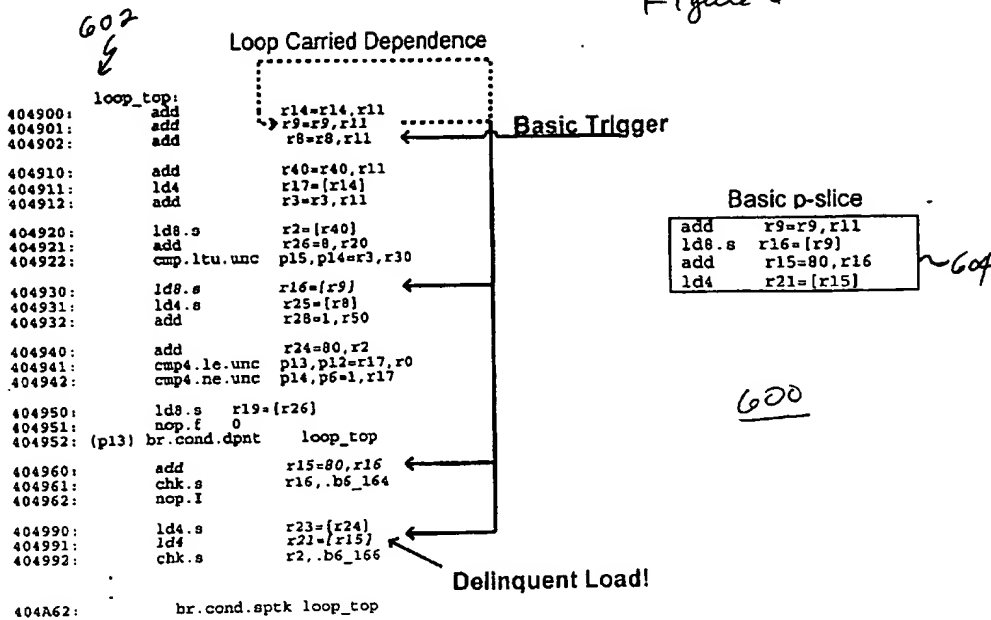 Figure
602
Loop Carried Dependence
loop_top:
404900: add r14=r14,r11
404901: add r9=r9,r11
404902: add r8=r8,r11
Basic Trigger
404910: add r40=r40,r11
404911: ld4 r17=[r14]
404912: add r3=r3,r11
404920: ld8.s r2=[r40]
404921: add r26=8,r20
404922: cmp.ltu.unc p15,p14=r3,r30
404930: ld8.s r16=[r9]
404931: ld4.s r25=[r8]
404932: add r28=1,r50
404940: add r24=80,r2
404941: cmp4.le.unc p13,p12=r17,r0
404942: cmp4.ne.unc p14,p6=1,r17
404950: ld8.s r19=[r26]
404951: nop.f 0
404952: (p13) br.cond.dpnt loop_top
404960: add r15=80,r16
404961: chk.s r16,.b6_164
404962: nop.I
404990: ld4.s r23=[r24]
404991: ld4 r21=[r15]
404992: chk.s r2,.b6_166
Delinquent Load!
404A62: br.cond.sptk loop_top
Basic p-slice
add r9=r9,r11
ld8.s r16=[r9]
add r15=80,r16
ld4 r21=[r15]
604
600